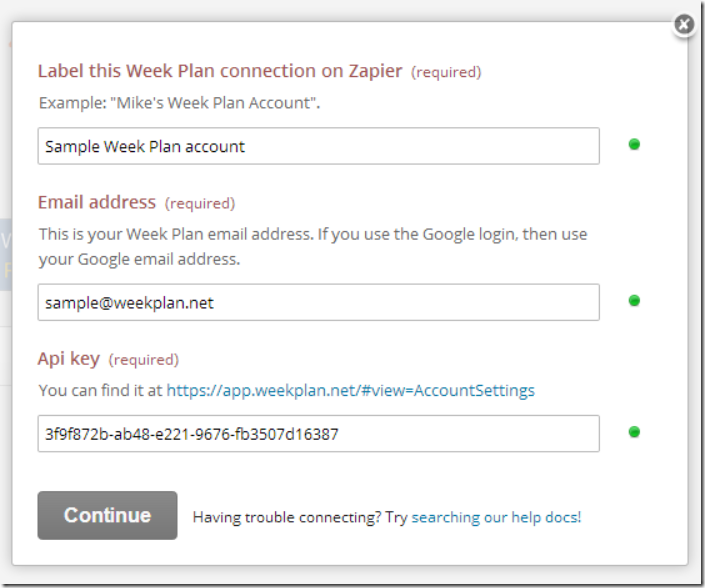 Label this Week Plan connection on Zapier (required)
Example: "Mike's Week Plan Account".
Sample Week Plan account
Email address (required)
This is your Week Plan email address. If you use the Google login, then use
your Google email address.
sample@weekplan.net
Api key (required)
You can find it at https://app.weekplan.net/#view=AccountSettings
3f9f872b-ab48-e221-9676-fb3507d16387
Continue
Having trouble connecting? Try searching our help docs!